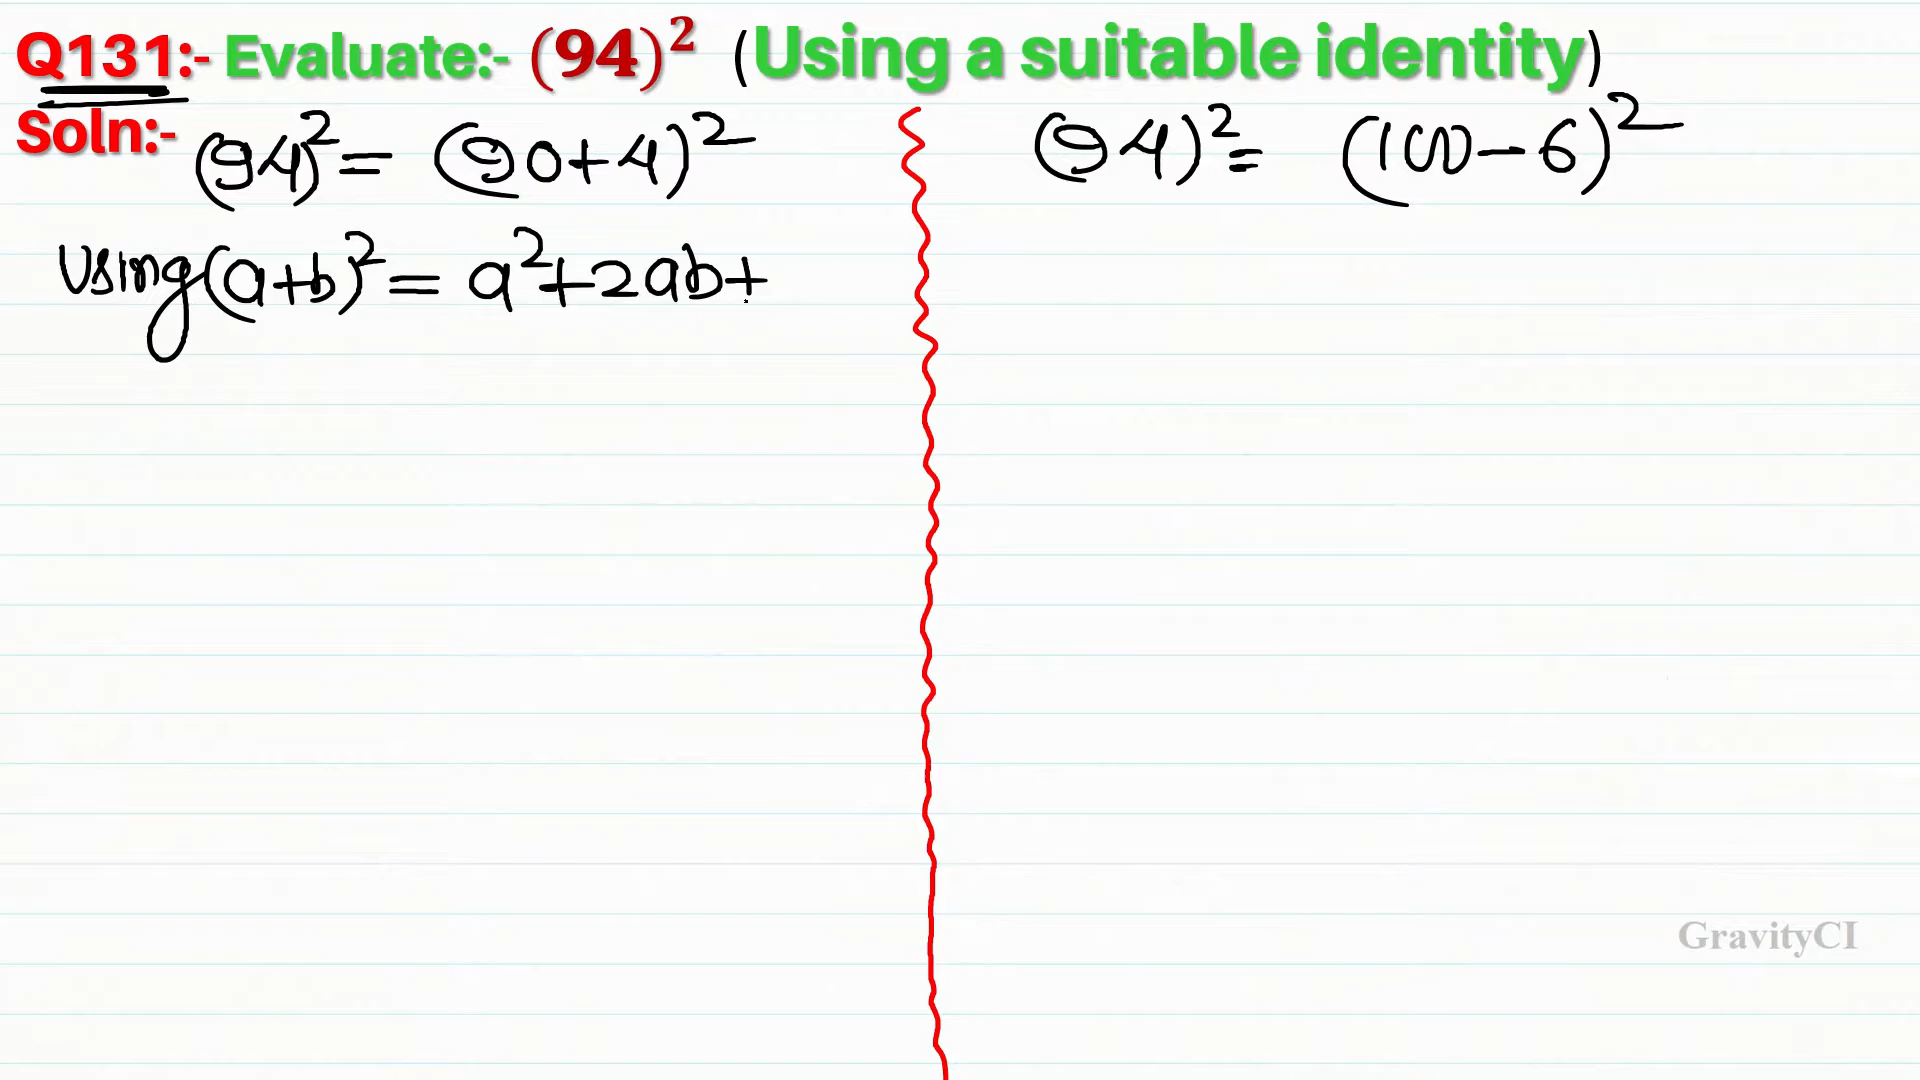 Q131:- Evaluate:- (94)² (Using a suitable identity)
Soln:- (94)² = (90+4)²
Using (a+b)² = a²+2ab+
(94)² = (100-6)²
GravityCI